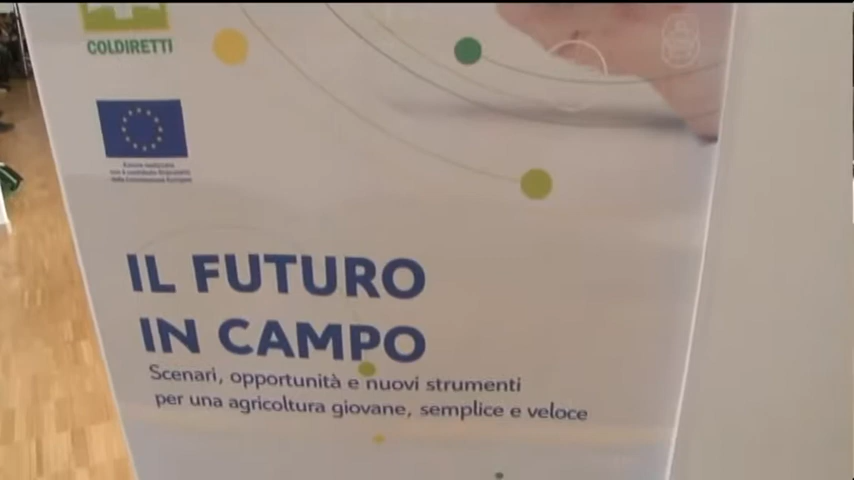 COLDIRETTI
IL FUTURO
IN CAMPO
Scenari, opportunità e nuovi strumenti
per una agricoltura giovane, semplice e veloce